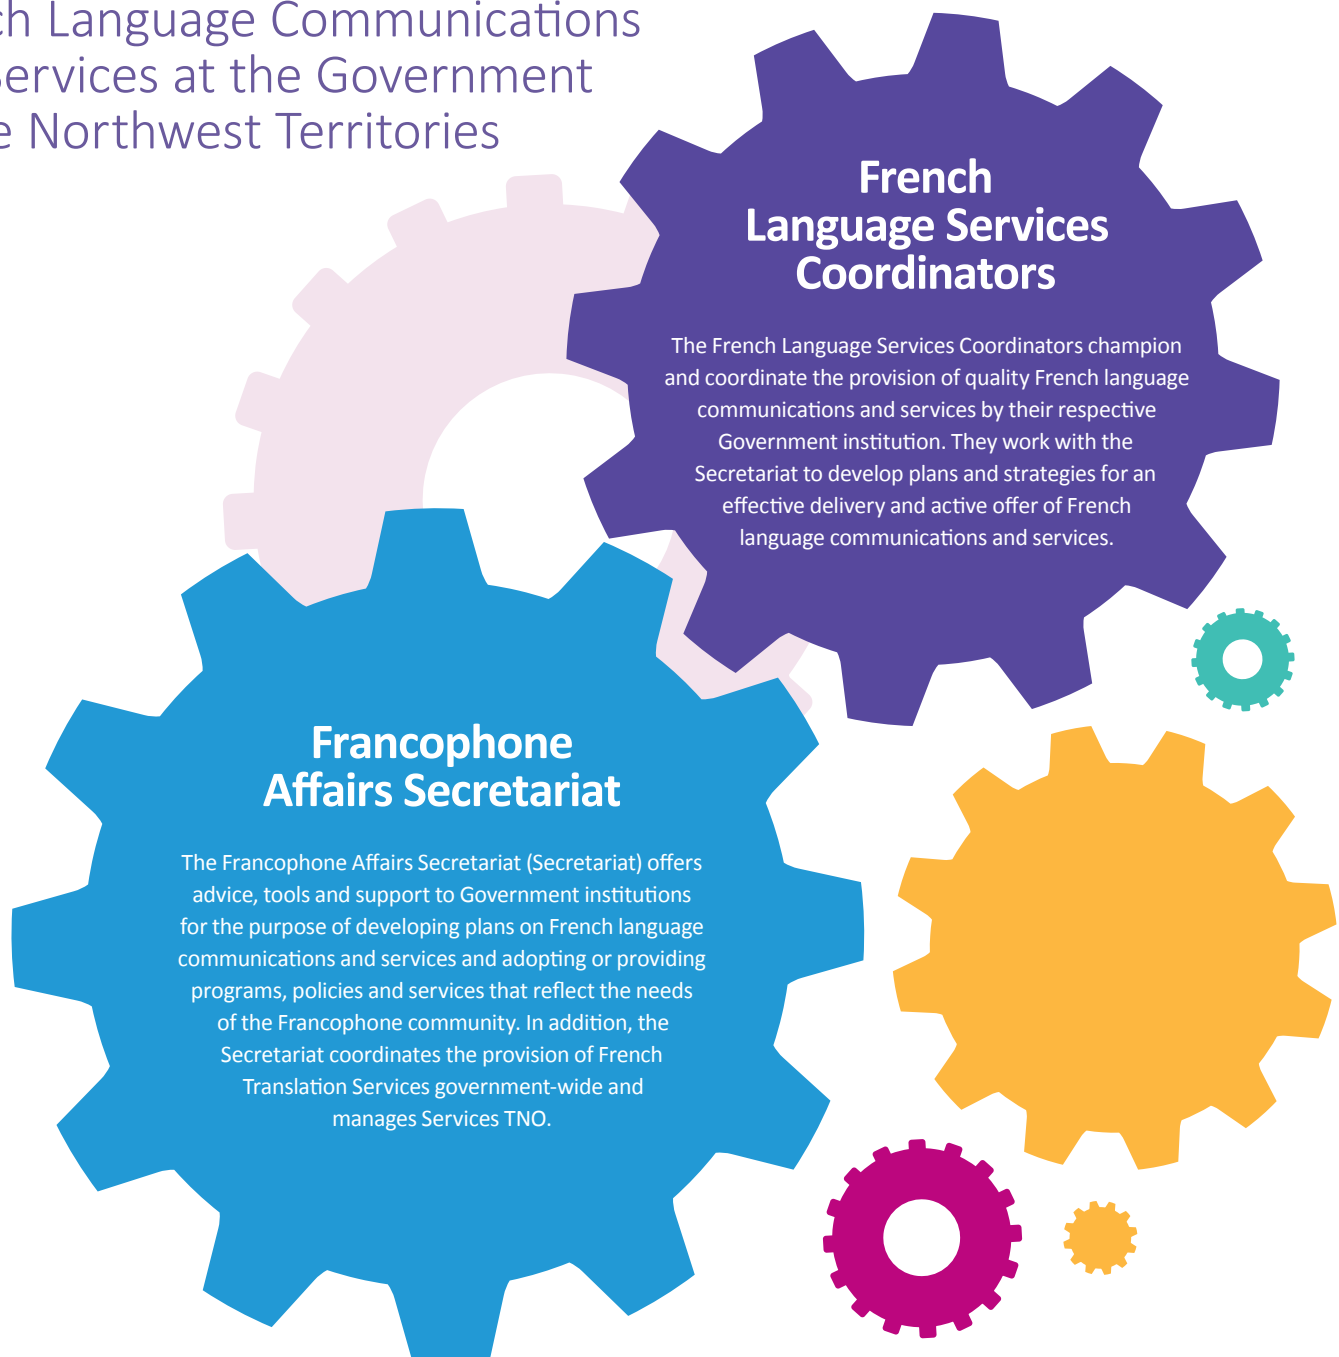 Language Communications
Services at the Government
Northwest Territories
French
Language Services
Coordinators
The French Language Services Coordinators champion
and coordinate the provision of quality French language
communications and services by their respective
Government institution. They work with the
Secretariat to develop plans and strategies for an
effective delivery and active offer of French
language communications and services.
Francophone
Affairs Secretariat
The Francophone Affairs Secretariat (Secretariat) offers
advice, tools and support to Government institutions
for the purpose of developing plans on French language
communications and services and adopting or providing
programs, policies and services that reflect the needs
of the Francophone community. In addition, the
Secretariat coordinates the provision of French
Translation Services government-wide and
manages Services TNO.